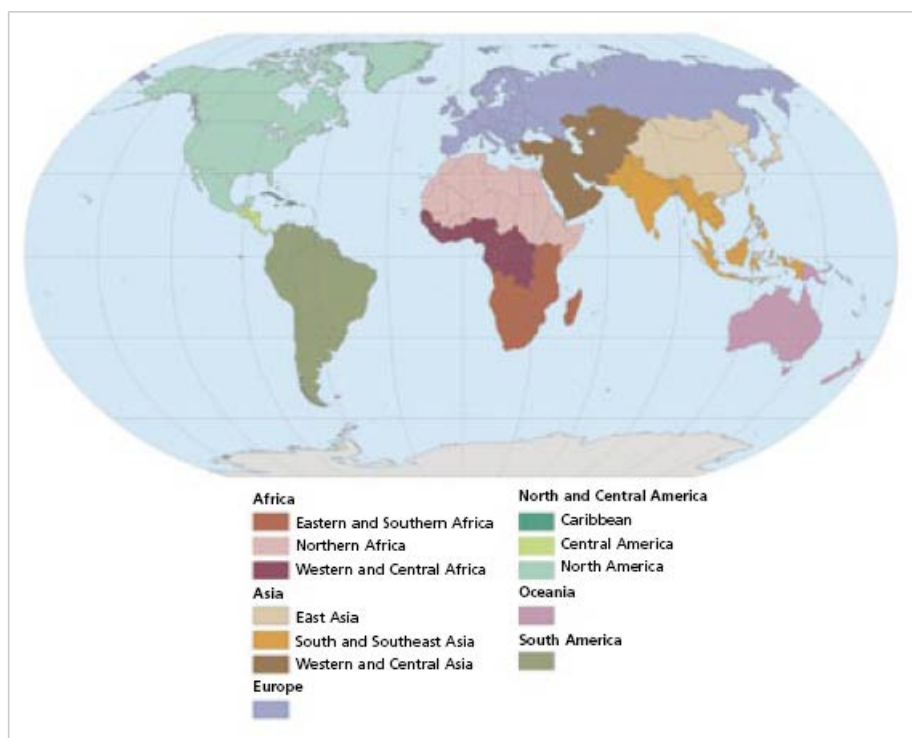 Africa
Eastern and Southern Africa
Northern Africa
Western and Central Africa
Asia
East Asia
South and Southeast Asia
Western and Central Asia
Europe
North and Central America
Caribbean
Central America
North America
Oceania
South America